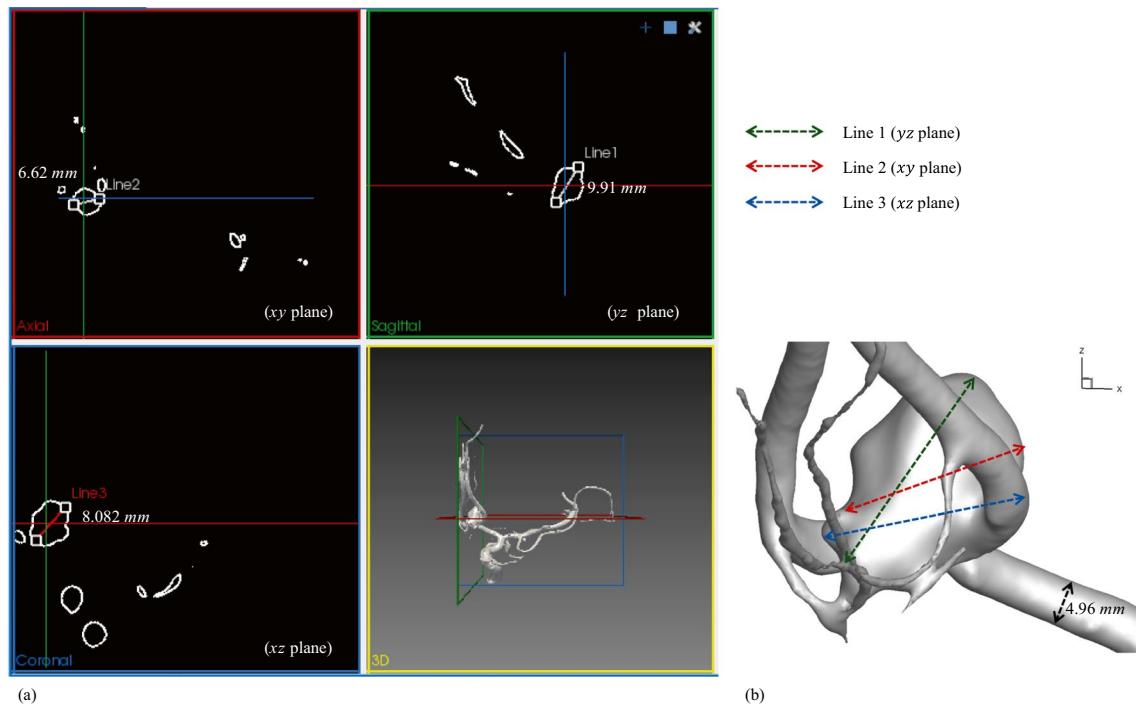 6.62 mm
Line2
(xy plane)
Axial
Line1
9.91 mm
(yz plane)
Sagittal
Line3
8.082 mm
(xz plane)
Coronal
3D
(a)
Line 1 (yz plane)
Line 2 (xy plane)
Line 3 (xz plane)
z
x
4.96 mm
(b)